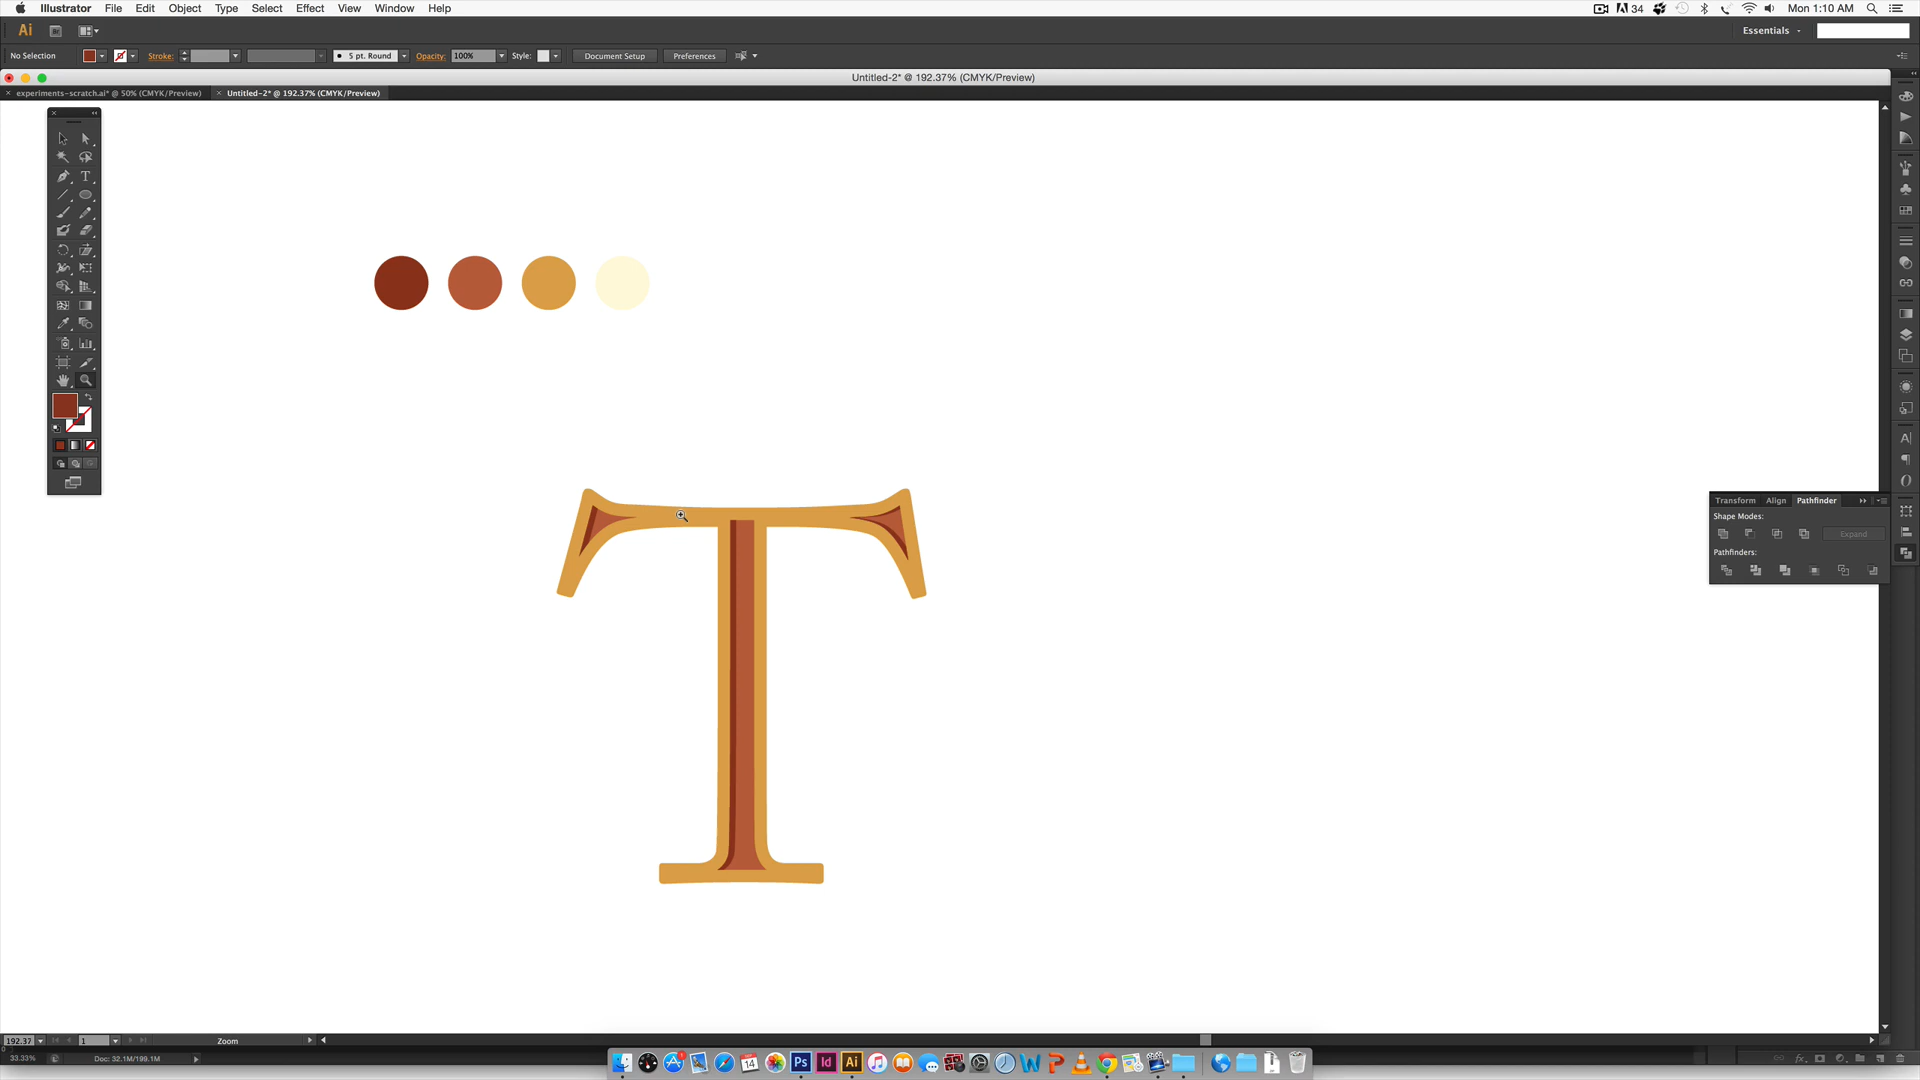 Illustrator File Edit Object Type Select Effect View Window Help 34 Mon 1:10 AM
Ai Br Essentials
No Selection Stroke: 5 pt. Round Opacity: 100% Style: Document Setup Preferences
Untitled-2* @ 192.37% (CMYK/Preview)
experiments-scratch.ai* @ 50% (CMYK/Preview) Untitled-2* @ 192.37% (CMYK/Preview)
T
T
Transform Align Pathfinder
Shape Modes:
Expand
Pathfinders:
192.37 1 Zoom
33.33% Doc: 32.1M/199.1M
14 Ps Id Ai W P